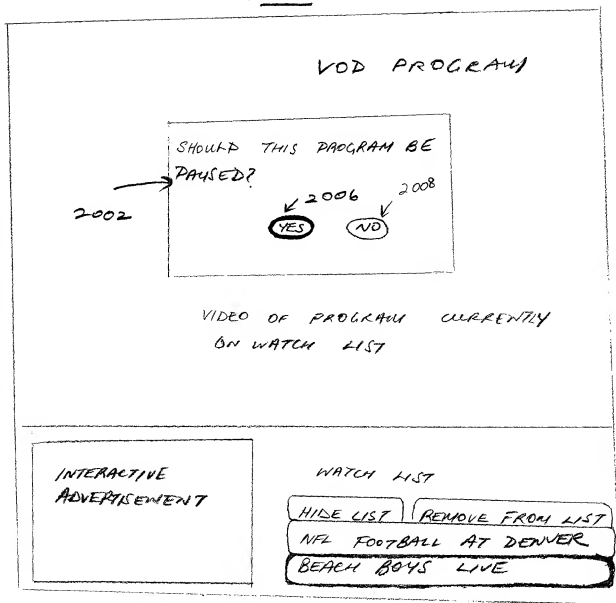 VOD PROGRAM
SHOULD THIS PROGRAM BE
PAUSED?
2002
2006
2008
YES
NO
VIDEO OF PROGRAM CURRENTLY
ON WATCH LIST
INTERACTIVE
ADVERTISEMENT
WATCH LIST
HIDE LIST
REMOVE FROM LIST
NFL FOOTBALL AT DENVER
BEACH BOYS LIVE